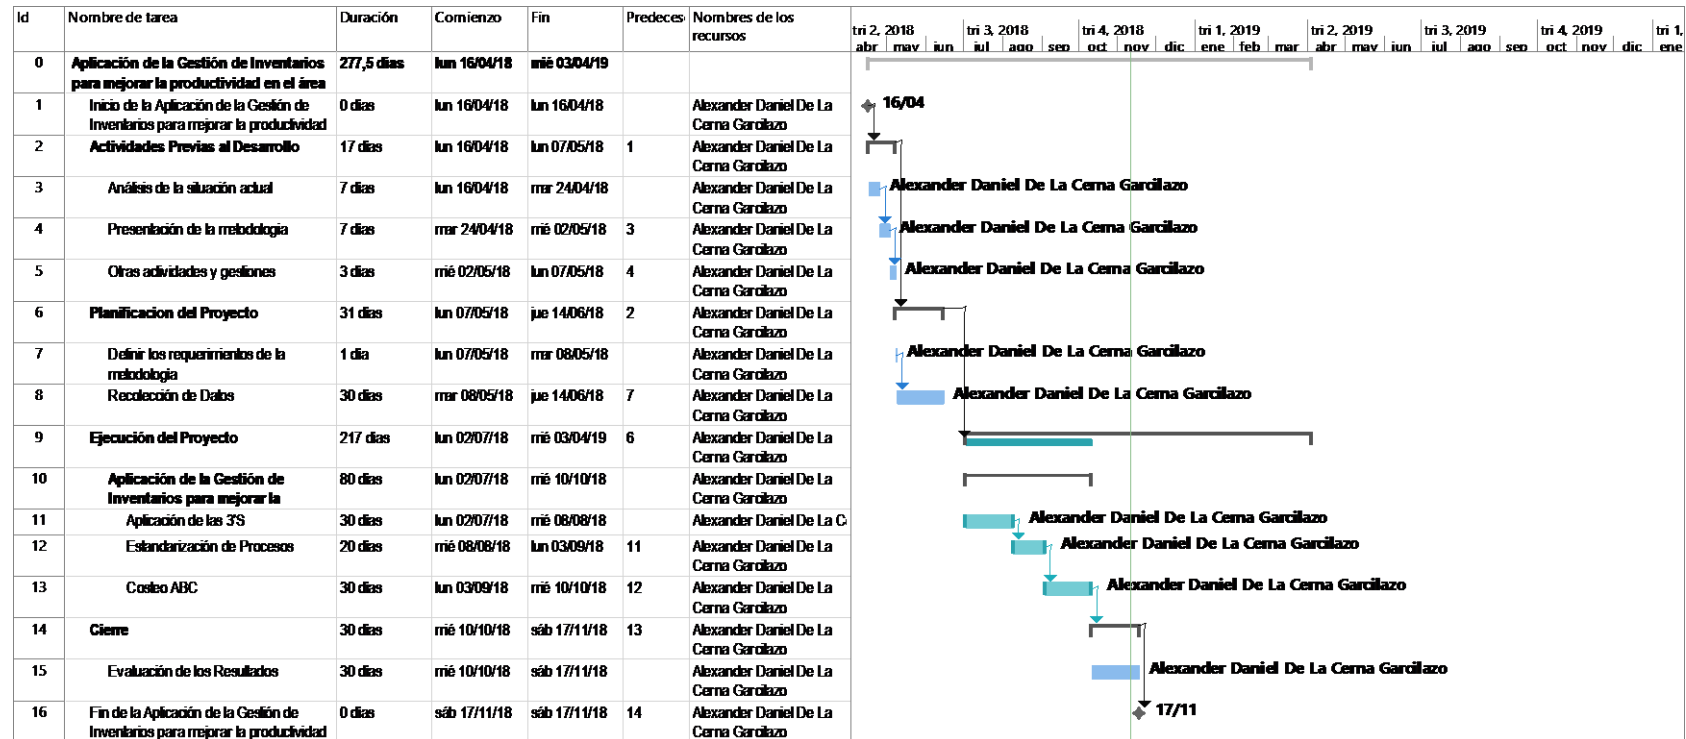 Id Nombre de tarea Duración Comienzo Fin Predeces Nombres de los
recursos
tri 2, 2018 tri 3, 2018 tri 4, 2018 tri 1, 2019 tri 2, 2019 tri 3, 2019 tri 4, 2019 tri 1,
abr may jun jul ago sep oct nov dic ene feb mar abr may jun jul ago sep oct nov dic ene
0 Aplicación de la Gestión de Inventarios 277,5 días lun 16/04/18 mié 03/04/19
para mejorar la productividad en el área
1 Inicio de la Aplicación de la Gestión de 0 días lun 16/04/18 lun 16/04/18 Alexander Daniel De La 16/04
Inventarios para mejorar la productividad Cerna Garcilazo
2 Actividades Previas al Desarrollo 17 días lun 16/04/18 lun 07/05/18 1 Alexander Daniel De La
Cerna Garcilazo
3 Análisis de la situación actual 7 días lun 16/04/18 mar 24/04/18 Alexander Daniel De La Alexander Daniel De La Cerna Garcilazo
Cerna Garcilazo
4 Presentación de la metodologia 7 días mar 24/04/18 mié 02/05/18 3 Alexander Daniel De La Alexander Daniel De La Cerna Garcilazo
Cerna Garcilazo
5 Otras actividades y gestiones 3 días mié 02/05/18 lun 07/05/18 4 Alexander Daniel De La Alexander Daniel De La Cerna Garcilazo
Cerna Garcilazo
6 Planificacion del Proyecto 31 días lun 07/05/18 jue 14/06/18 2 Alexander Daniel De La
Cerna Garcilazo
7 Definir los requerimientos de la 1 día lun 07/05/18 mar 08/05/18 Alexander Daniel De La Alexander Daniel De La Cerna Garcilazo
metodologia Cerna Garcilazo
8 Recolección de Datos 30 días mar 08/05/18 jue 14/06/18 7 Alexander Daniel De La Alexander Daniel De La Cerna Garcilazo
Cerna Garcilazo
9 Ejecución del Proyecto 217 días lun 02/07/18 mié 03/04/19 6 Alexander Daniel De La
Cerna Garcilazo
10 Aplicación de la Gestión de 80 días lun 02/07/18 mié 10/10/18 Alexander Daniel De La
Inventarios para mejorar la Cerna Garcilazo
11 Aplicación de las 3'S 30 días lun 02/07/18 mié 08/08/18 Alexander Daniel De La C Alexander Daniel De La Cerna Garcilazo
12 Estandarización de Procesos 20 días mié 08/08/18 lun 03/09/18 11 Alexander Daniel De La Alexander Daniel De La Cerna Garcilazo
Cerna Garcilazo
13 Costeo ABC 30 días lun 03/09/18 mié 10/10/18 12 Alexander Daniel De La Alexander Daniel De La Cerna Garcilazo
Cerna Garcilazo
14 Cierre 30 días mié 10/10/18 sáb 17/11/18 13 Alexander Daniel De La
Cerna Garcilazo
15 Evaluación de los Resultados 30 días mié 10/10/18 sáb 17/11/18 Alexander Daniel De La Alexander Daniel De La Cerna Garcilazo
Cerna Garcilazo
16 Fin de la Aplicación de la Gestión de 0 días sáb 17/11/18 sáb 17/11/18 14 Alexander Daniel De La 17/11
Inventarios para mejorar la productividad Cerna Garcilazo